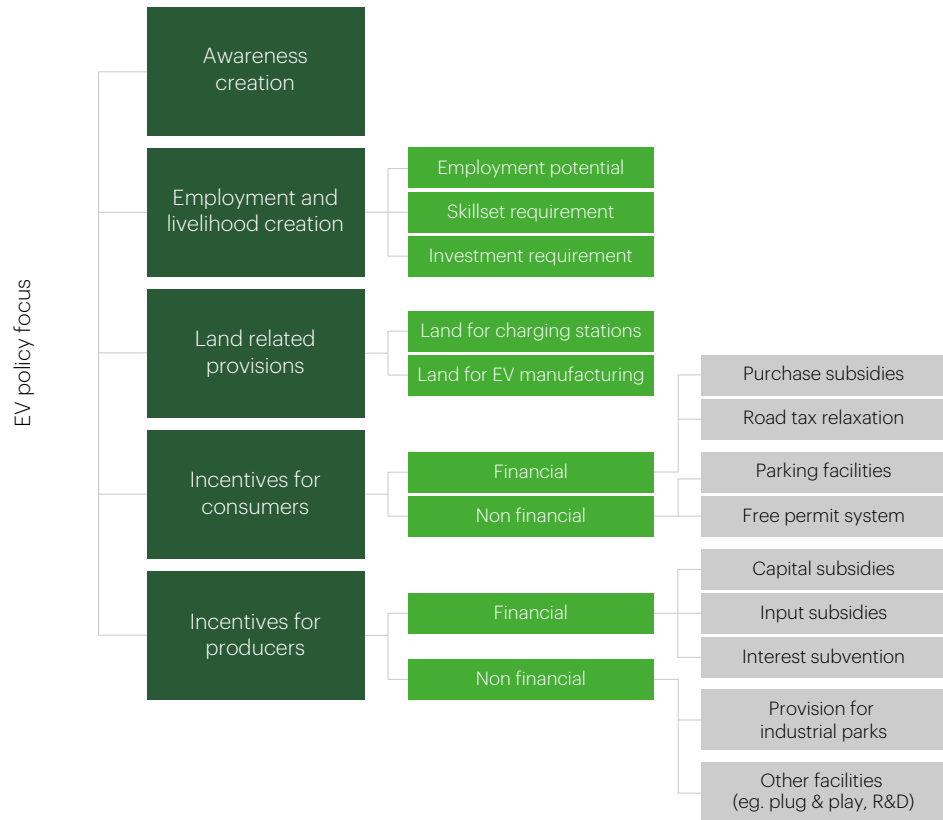 EV policy focus
Awareness
creation
Employment and
livelihood creation
Employment potential
Skillset requirement
Investment requirement
Land related
provisions
Land for charging stations
Land for EV manufacturing
Incentives for
consumers
Financial
Purchase subsidies
Road tax relaxation
Non financial
Parking facilities
Free permit system
Incentives for
producers
Financial
Capital subsidies
Input subsidies
Interest subvention
Non financial
Provision for
industrial parks
Other facilities
(eg. plug & play, R&D)